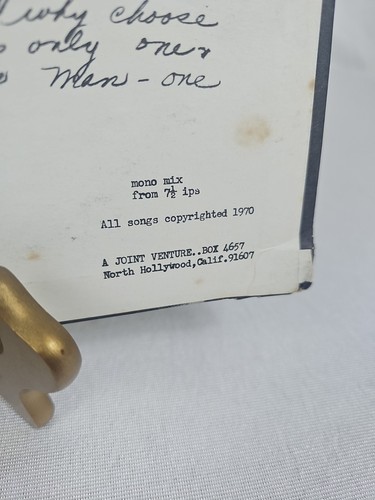 why choose
only one
Man - one
mono mix
from 7½ ips
All songs copyrighted 1970
A JOINT VENTURE..BOX 4657
North Hollywood,Calif.91607